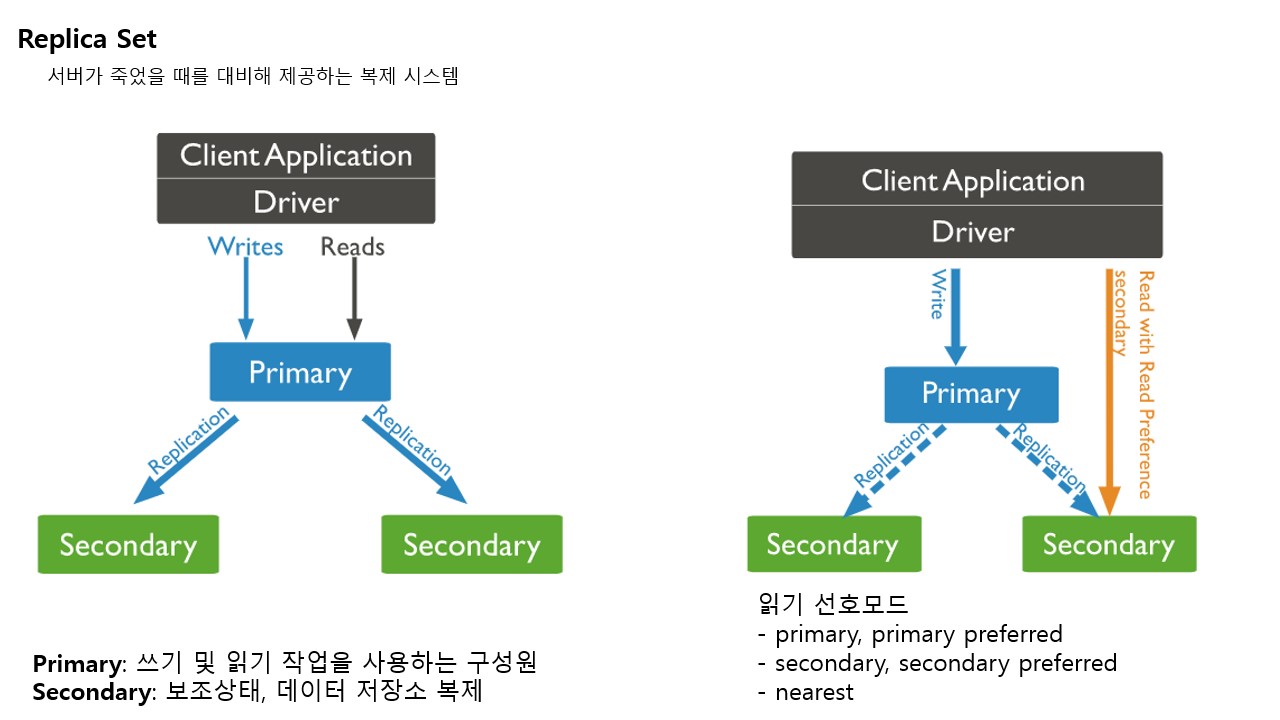 Replica Set
서버가 죽었을 때를 대비해 제공하는 복제 시스템
Client Application
Driver
Writes
Reads
Primary
Replication
Replication
Secondary
Secondary
Primary: 쓰기 및 읽기 작업을 사용하는 구성원
Secondary: 보조상태, 데이터 저장소 복제
Client Application
Driver
Write
Read with Read Preference
secondary
Primary
Replication
Replication
Secondary
Secondary
읽기 선호모드
- primary, primary preferred
- secondary, secondary preferred
- nearest